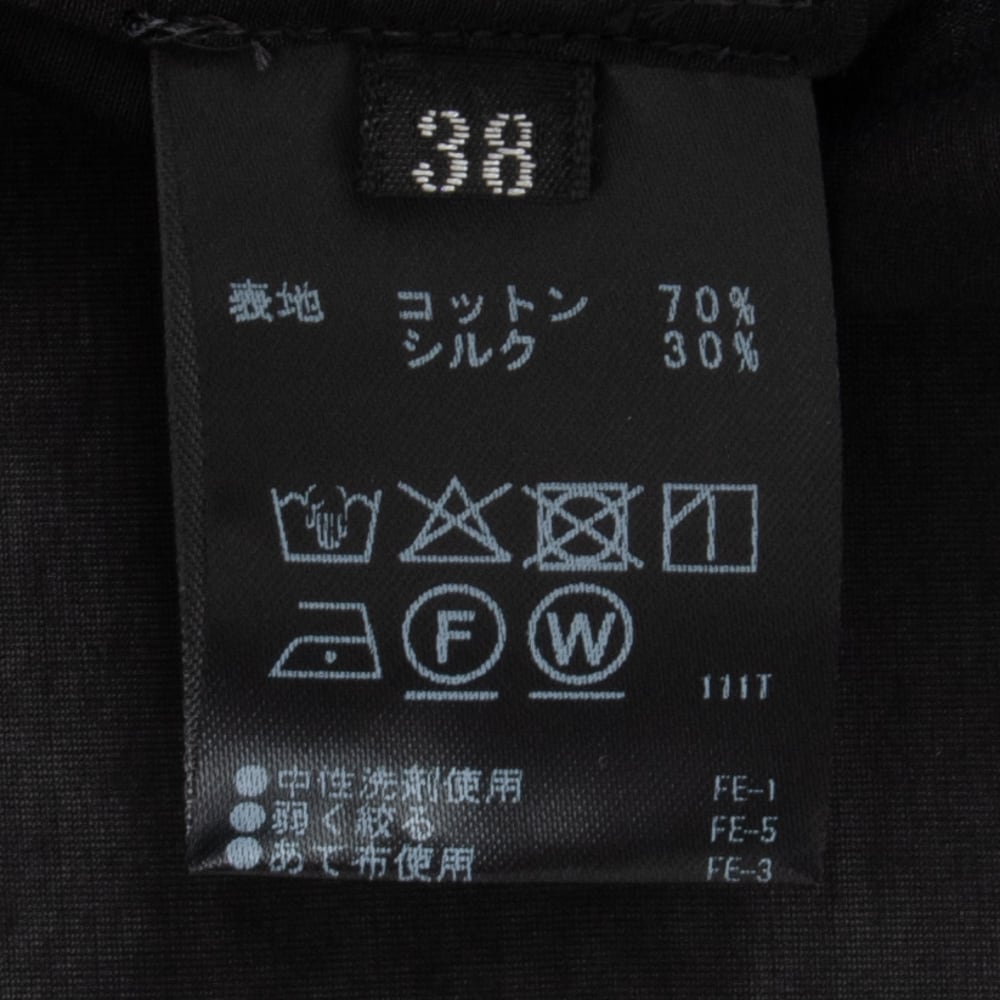 38
表地 コットン 70%
シルク 30%
F W
111T
●中性洗剤使用 FE-1
●弱く絞る FE-5
●あて布使用 FE-3